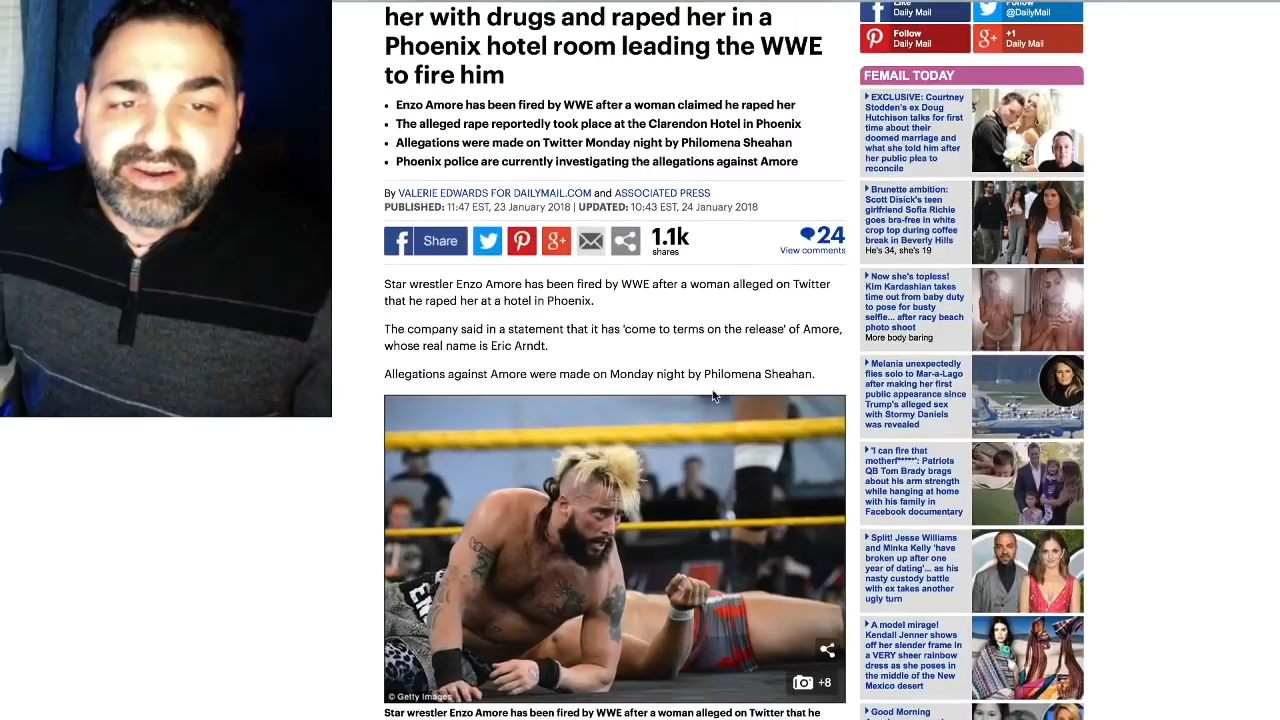 her with drugs and raped her in a
Phoenix hotel room leading the WWE
to fire him
Enzo Amore has been fired by WWE after a woman claimed he raped her
The alleged rape reportedly took place at the Clarendon Hotel in Phoenix
Allegations were made on Twitter Monday night by Philomena Sheahan
Phoenix police are currently investigating the allegations against Amore
By VALERIE EDWARDS FOR DAILYMAIL.COM and ASSOCIATED PRESS
PUBLISHED: 11:47 EST, 23 January 2018 | UPDATED: 10:43 EST, 24 January 2018
Share
1.1k
shares
24
View comments
Star wrestler Enzo Amore has been fired by WWE after a woman alleged on Twitter
that he raped her at a hotel in Phoenix.
The company said in a statement that it has 'come to terms on the release' of Amore,
whose real name is Eric Arndt.
Allegations against Amore were made on Monday night by Philomena Sheahan.
© Getty Images
+8
Star wrestler Enzo Amore has been fired by WWE after a woman alleged on Twitter that he
Like
Daily Mail
Follow
@DailyMail
Follow
Daily Mail
+1
Daily Mail
FEMAIL TODAY
EXCLUSIVE: Courtney
Stodden's ex Doug
Hutchison talks for first
time about their
doomed marriage and
what she told him after
her public plea to
reconcile
Brunette ambition:
Scott Disick's teen
girlfriend Sofia Richie
goes bra-free in white
crop top during coffee
break in Beverly Hills
He's 34, she's 19
Now she's topless!
Kim Kardashian takes
time out from baby duty
to pose for busty
selfie... after racy beach
photo shoot
More body baring
Melania unexpectedly
flies solo to Mar-a-Lago
after making her first
public appearance since
Trump's alleged sex
with Stormy Daniels
was revealed
'I can fire that
motherf*****': Patriots
QB Tom Brady brags
about his arm strength
while hanging at home
with his family in
Facebook documentary
Split! Jesse Williams
and Minka Kelly 'have
broken up after one
year of dating'... as his
nasty custody battle
with ex takes another
ugly turn
A model mirage!
Kendall Jenner shows
off her slender frame in
a VERY sheer rainbow
dress as she poses in
the middle of the New
Mexico desert
Good Morning